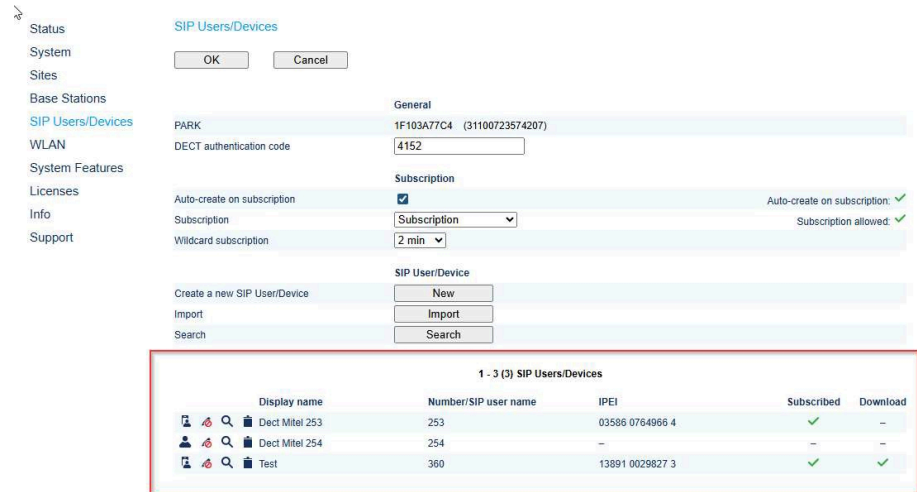 Status
System
Sites
Base Stations
SIP Users/Devices
WLAN
System Features
Licenses
Info
Support
SIP Users/Devices
OK Cancel
General
PARK 1F103A77C4 (31100723574207)
DECT authentication code 4152
Subscription
Auto-create on subscription Auto-create on subscription:
Subscription Subscription Subscription allowed:
Wildcard subscription 2 min
SIP User/Device
Create a new SIP User/Device New
Import Import
Search Search
1 - 3 (3) SIP Users/Devices
Display name Number/SIP user name IPEI Subscribed Download
Dect Mitel 253 253 03586 0764966 4 –
Dect Mitel 254 254 – – –
Test 360 13891 0029827 3